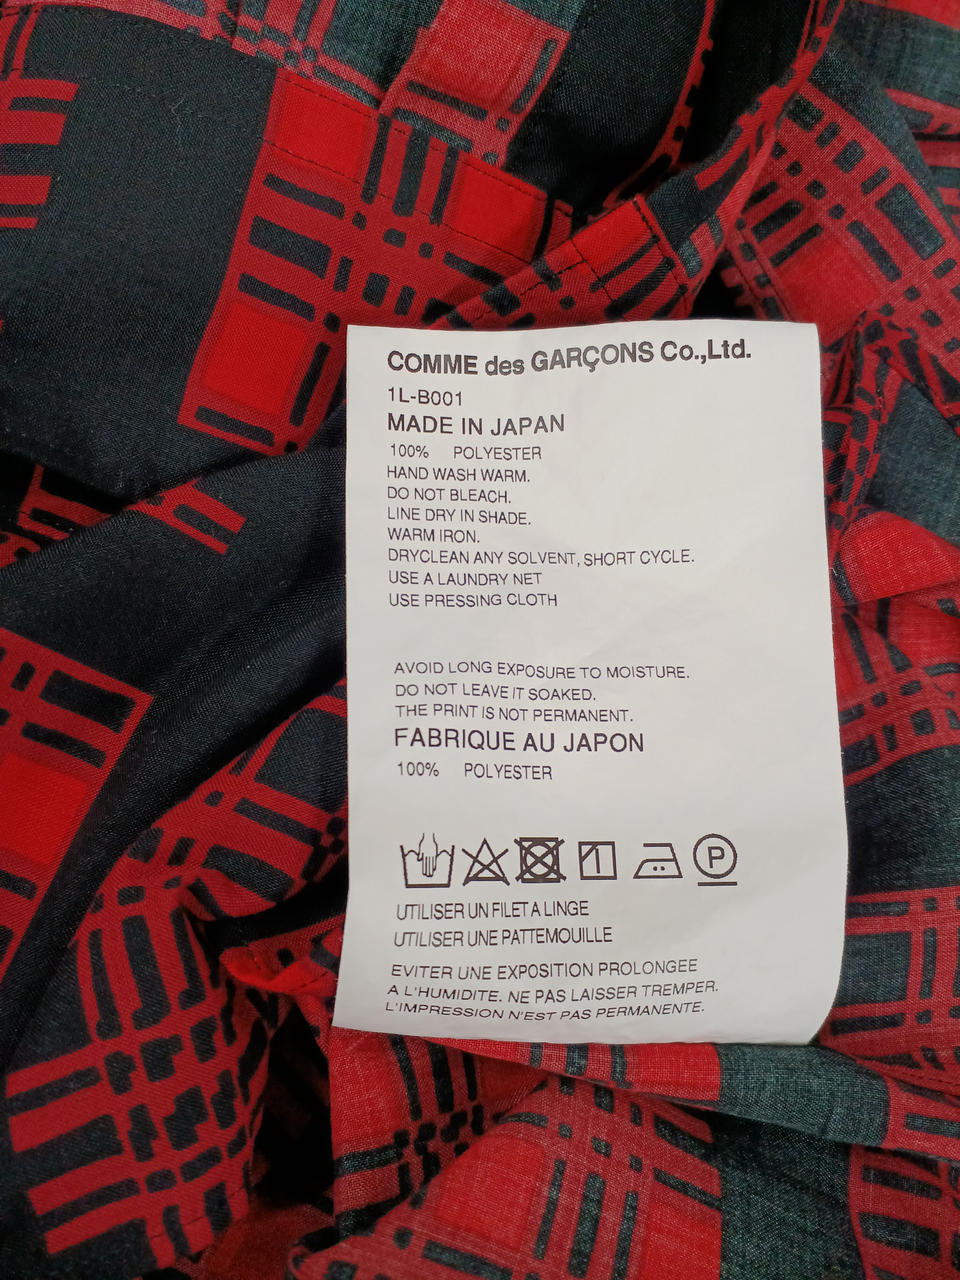 COMME des GARÇONS Co.,Ltd.
1L-B001
MADE IN JAPAN
100% POLYESTER
HAND WASH WARM.
DO NOT BLEACH.
LINE DRY IN SHADE.
WARM IRON.
DRYCLEAN ANY SOLVENT, SHORT CYCLE.
USE A LAUNDRY NET
USE PRESSING CLOTH
AVOID LONG EXPOSURE TO MOISTURE.
DO NOT LEAVE IT SOAKED.
THE PRINT IS NOT PERMANENT.
FABRIQUE AU JAPON
100% POLYESTER
P
UTILISER UN FILET A LINGE
UTILISER UNE PATTEMOUILLE
EVITER UNE EXPOSITION PROLONGEE
A L'HUMIDITE. NE PAS LAISSER TREMPER.
L'IMPRESSION N'EST PAS PERMANENTE.